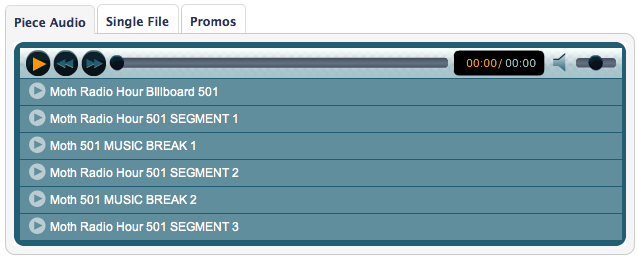 Piece Audio Single File Promos
00:00/ 00:00
Moth Radio Hour BIllboard 501
Moth Radio Hour 501 SEGMENT 1
Moth 501 MUSIC BREAK 1
Moth Radio Hour 501 SEGMENT 2
Moth 501 MUSIC BREAK 2
Moth Radio Hour 501 SEGMENT 3